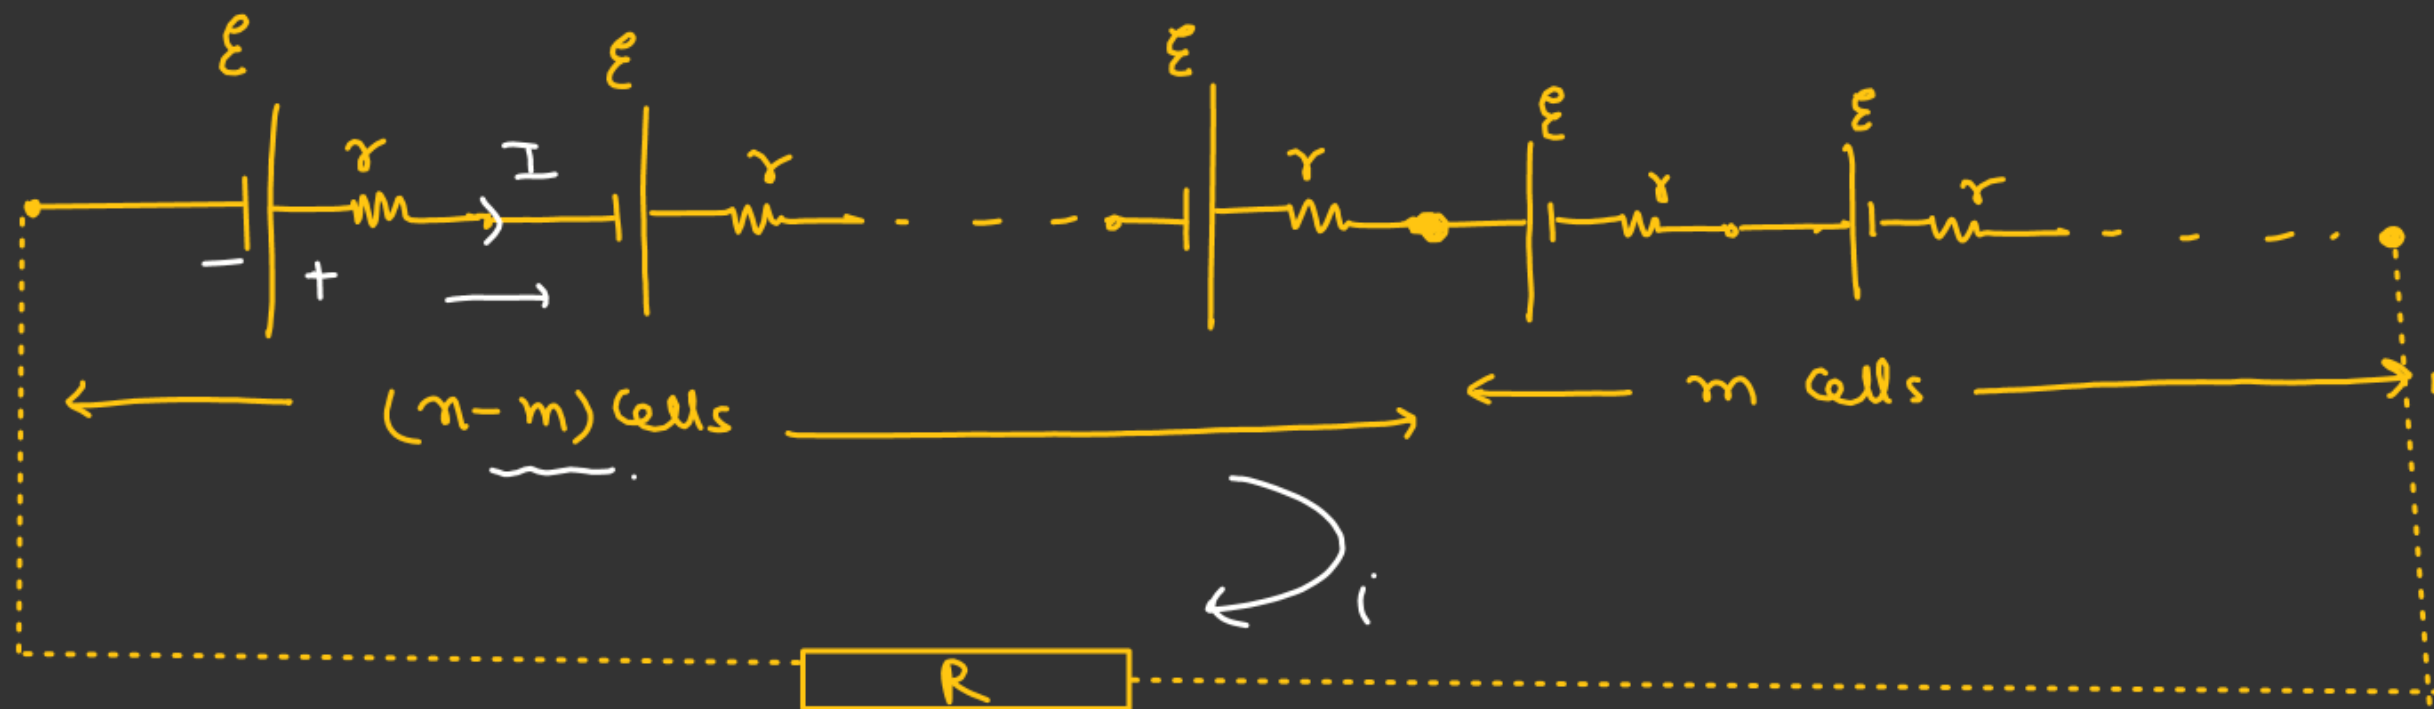 ξ ξ ξ ξ ξ
r I r r r r
- +
(n-m) cells m cells
i
R